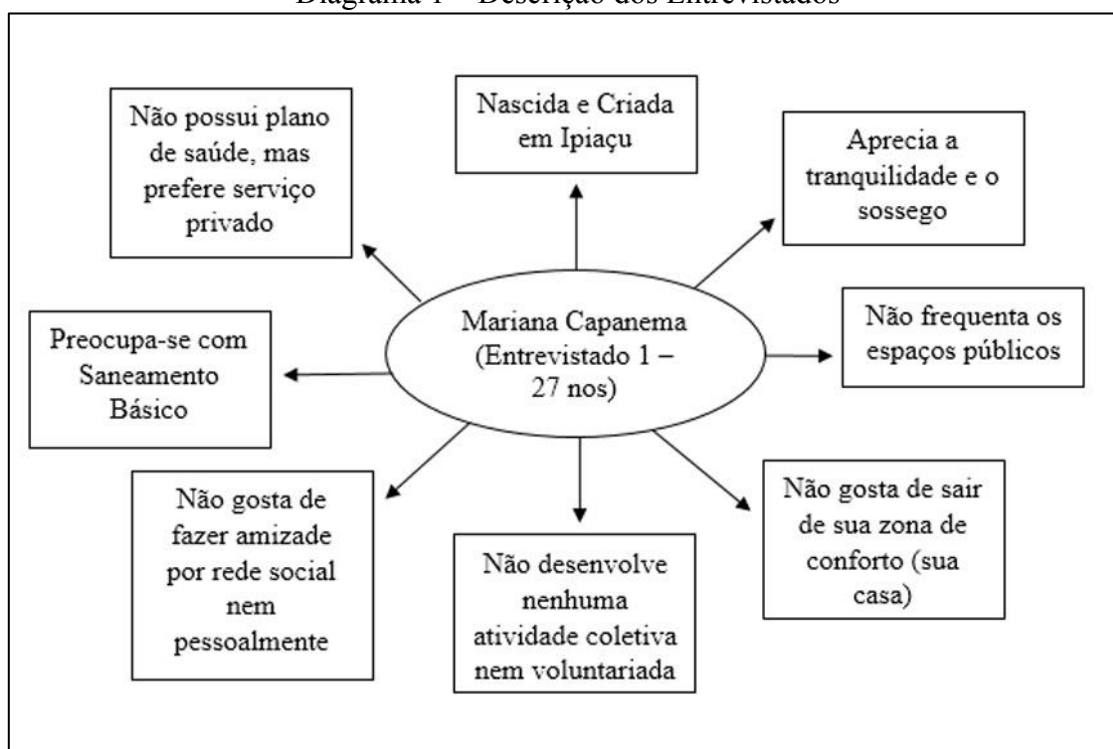 Diagrama 1 – Descrição dos Entrevistados
Não possui plano
de saúde, mas
prefere serviço
privado
Nascida e Criada
em Ipiaçu
Aprecia a
tranquilidade e o
sossego
Preocupa-se com
Saneamento
Básico
Mariana Capanema
(Entrevistado 1 –
27 nos)
Não frequenta os
espaços públicos
Não gosta de
fazer amizade
por rede social
nem
pessoalmente
Não desenvolve
nenhuma
atividade coletiva
nem voluntariada
Não gosta de sair
de sua zona de
conforto (sua
casa)